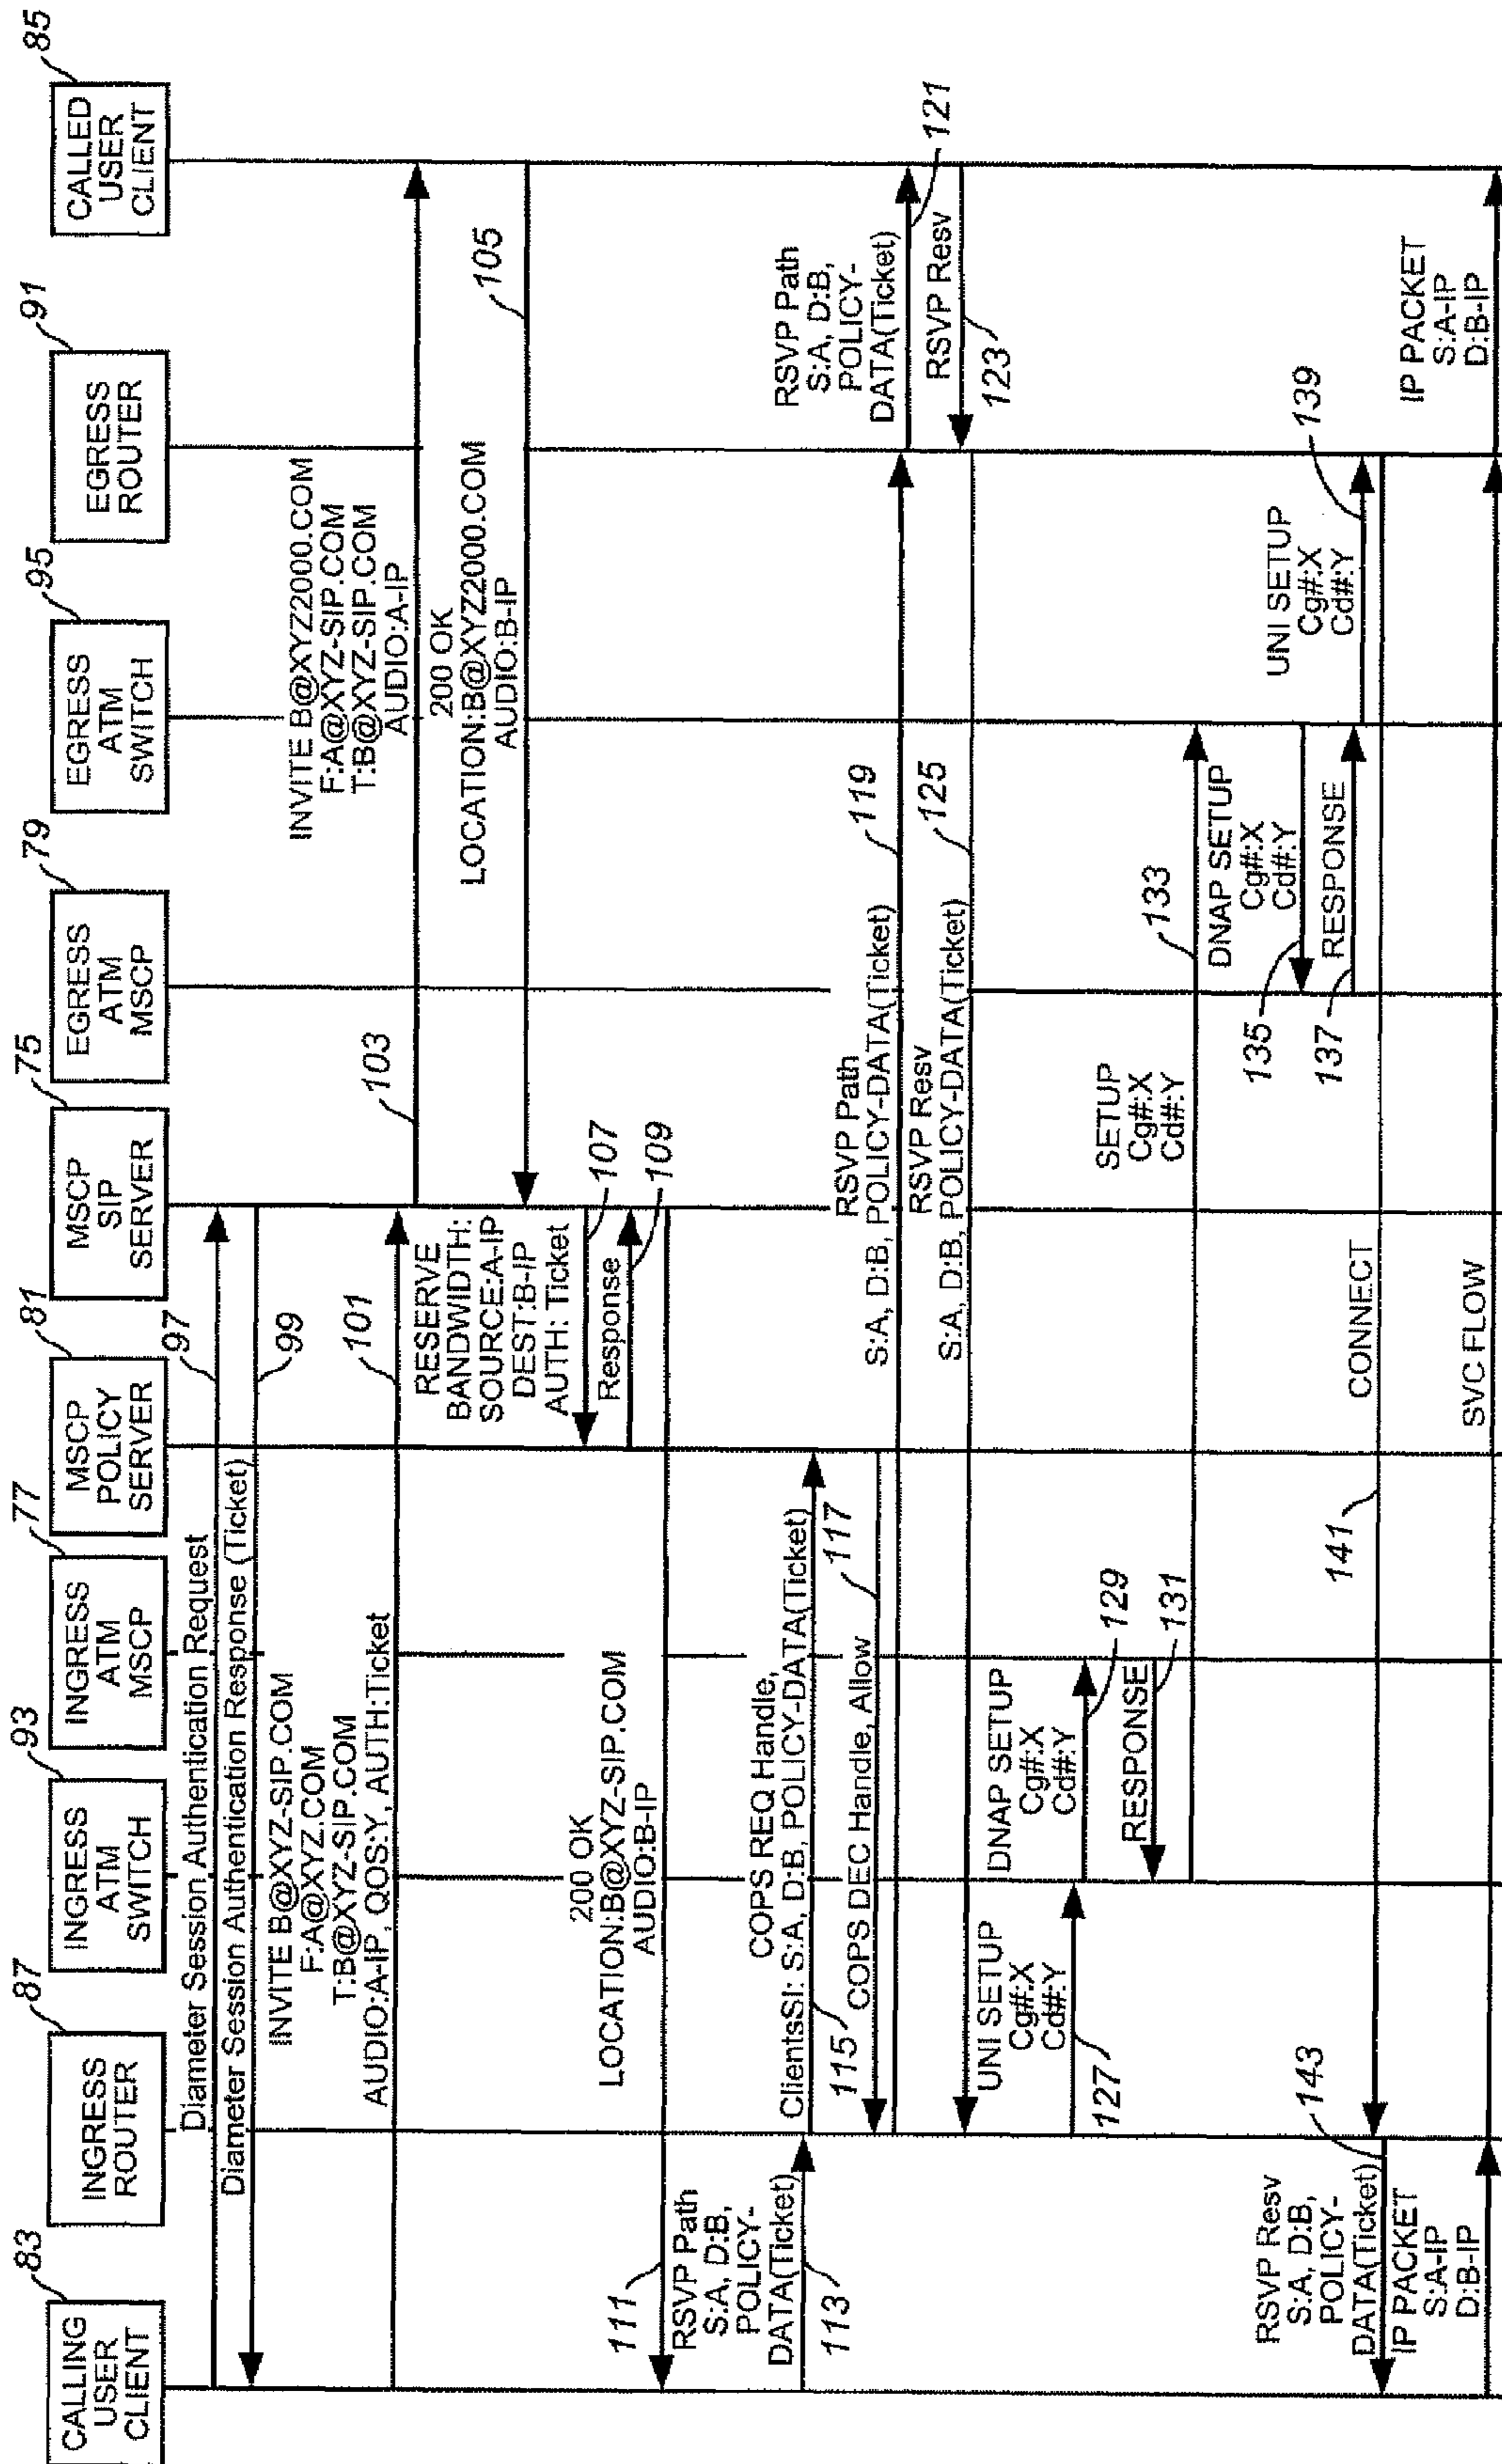 83
CALLING
USER
CLIENT
87
INGRESS
ROUTER
93
INGRESS
ATM
SWITCH
77
INGRESS
ATM
MSCP
81
MSCP
POLICY
SERVER
75
MSCP
SIP
SERVER
79
EGRESS
ATM
MSCP
95
EGRESS
ATM
SWITCH
91
EGRESS
ROUTER
85
CALLED
USER
CLIENT
Diameter Session Authentication Request
97
Diameter Session Authentication Response (Ticket)
99
INVITE B@XYZ-SIP.COM
F:A@XYZ.COM
T:B@XYZ-SIP.COM
AUDIO:A-IP, QOS:Y, AUTH:Ticket
101
INVITE B@XYZ2000.COM
F:A@XYZ-SIP.COM
T:B@XYZ-SIP.COM
AUDIO:A-IP
103
200 OK
LOCATION:B@XYZ2000.COM
AUDIO:B-IP
105
RESERVE
BANDWIDTH:
SOURCE:A-IP
DEST:B-IP
AUTH: Ticket
107
Response
109
200 OK
LOCATION:B@XYZ-SIP.COM
AUDIO:B-IP
111
RSVP Path
S:A, D:B,
POLICY-
DATA(Ticket)
113
COPS REQ Handle,
ClientsSI: S:A, D:B, POLICY-DATA(Ticket)
115
COPS DEC Handle, Allow
117
RSVP Path
S:A, D:B, POLICY-DATA(Ticket)
119
RSVP Path
S:A, D:B,
POLICY-
DATA(Ticket)
121
RSVP Resv
123
RSVP Resv
S:A, D:B, POLICY-DATA(Ticket)
125
UNI SETUP
Cg#:X
Cd#:Y
127
DNAP SETUP
Cg#:X
Cd#:Y
129
RESPONSE
131
SETUP
Cg#:X
Cd#:Y
133
DNAP SETUP
Cg#:X
Cd#:Y
135
RESPONSE
137
UNI SETUP
Cg#:X
Cd#:Y
139
CONNECT
141
RSVP Resv
S:A, D:B,
POLICY-
DATA(Ticket)
143
IP PACKET
S:A-IP
D:B-IP
SVC FLOW
IP PACKET
S:A-IP
D:B-IP